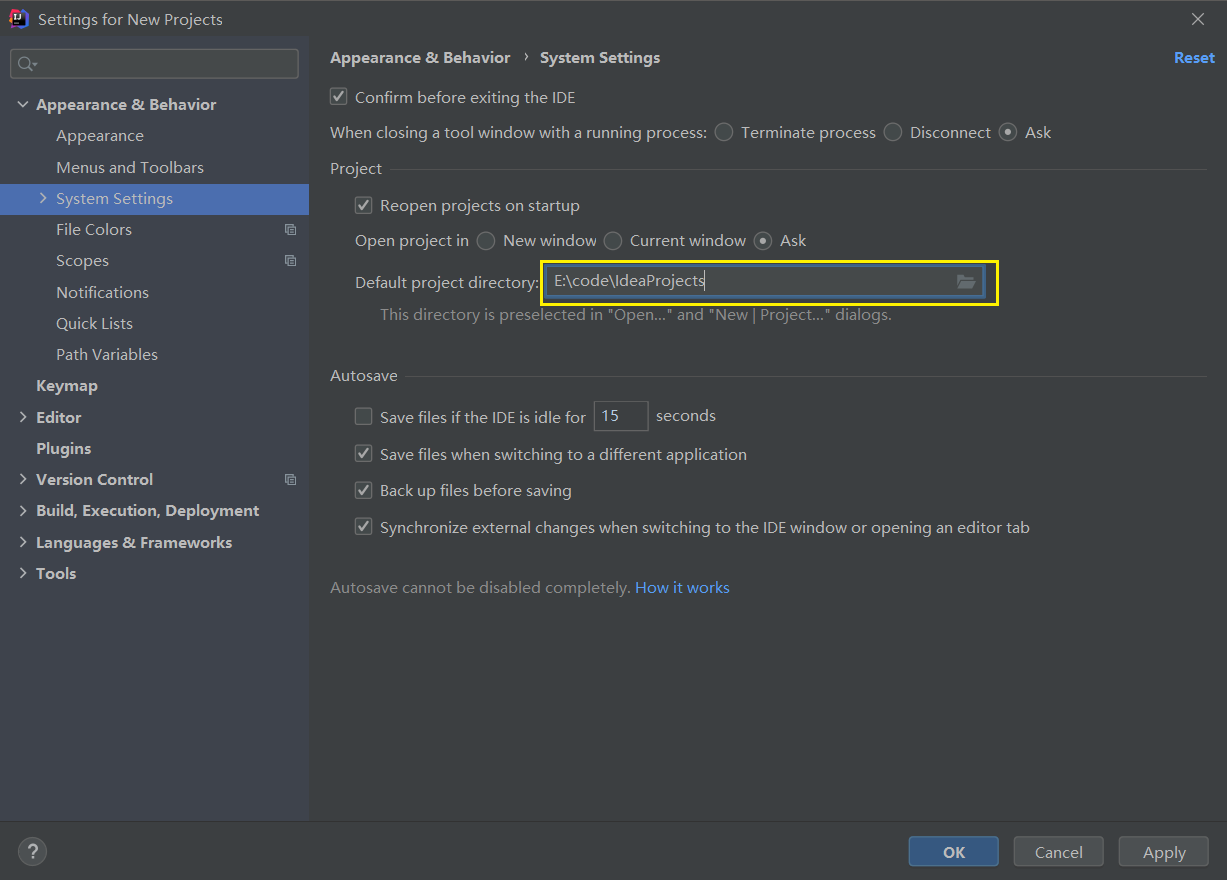 Settings for New Projects
Appearance & Behavior
Appearance
Menus and Toolbars
System Settings
File Colors
Scopes
Notifications
Quick Lists
Path Variables
Keymap
Editor
Plugins
Version Control
Build, Execution, Deployment
Languages & Frameworks
Tools
Appearance & Behavior › System Settings
Reset
Confirm before exiting the IDE
When closing a tool window with a running process: Terminate process Disconnect Ask
Project
Reopen projects on startup
Open project in New window Current window Ask
Default project directory: E:\code\IdeaProjects
This directory is preselected in "Open..." and "New | Project..." dialogs.
Autosave
Save files if the IDE is idle for 15 seconds
Save files when switching to a different application
Back up files before saving
Synchronize external changes when switching to the IDE window or opening an editor tab
Autosave cannot be disabled completely. How it works
? OK Cancel Apply